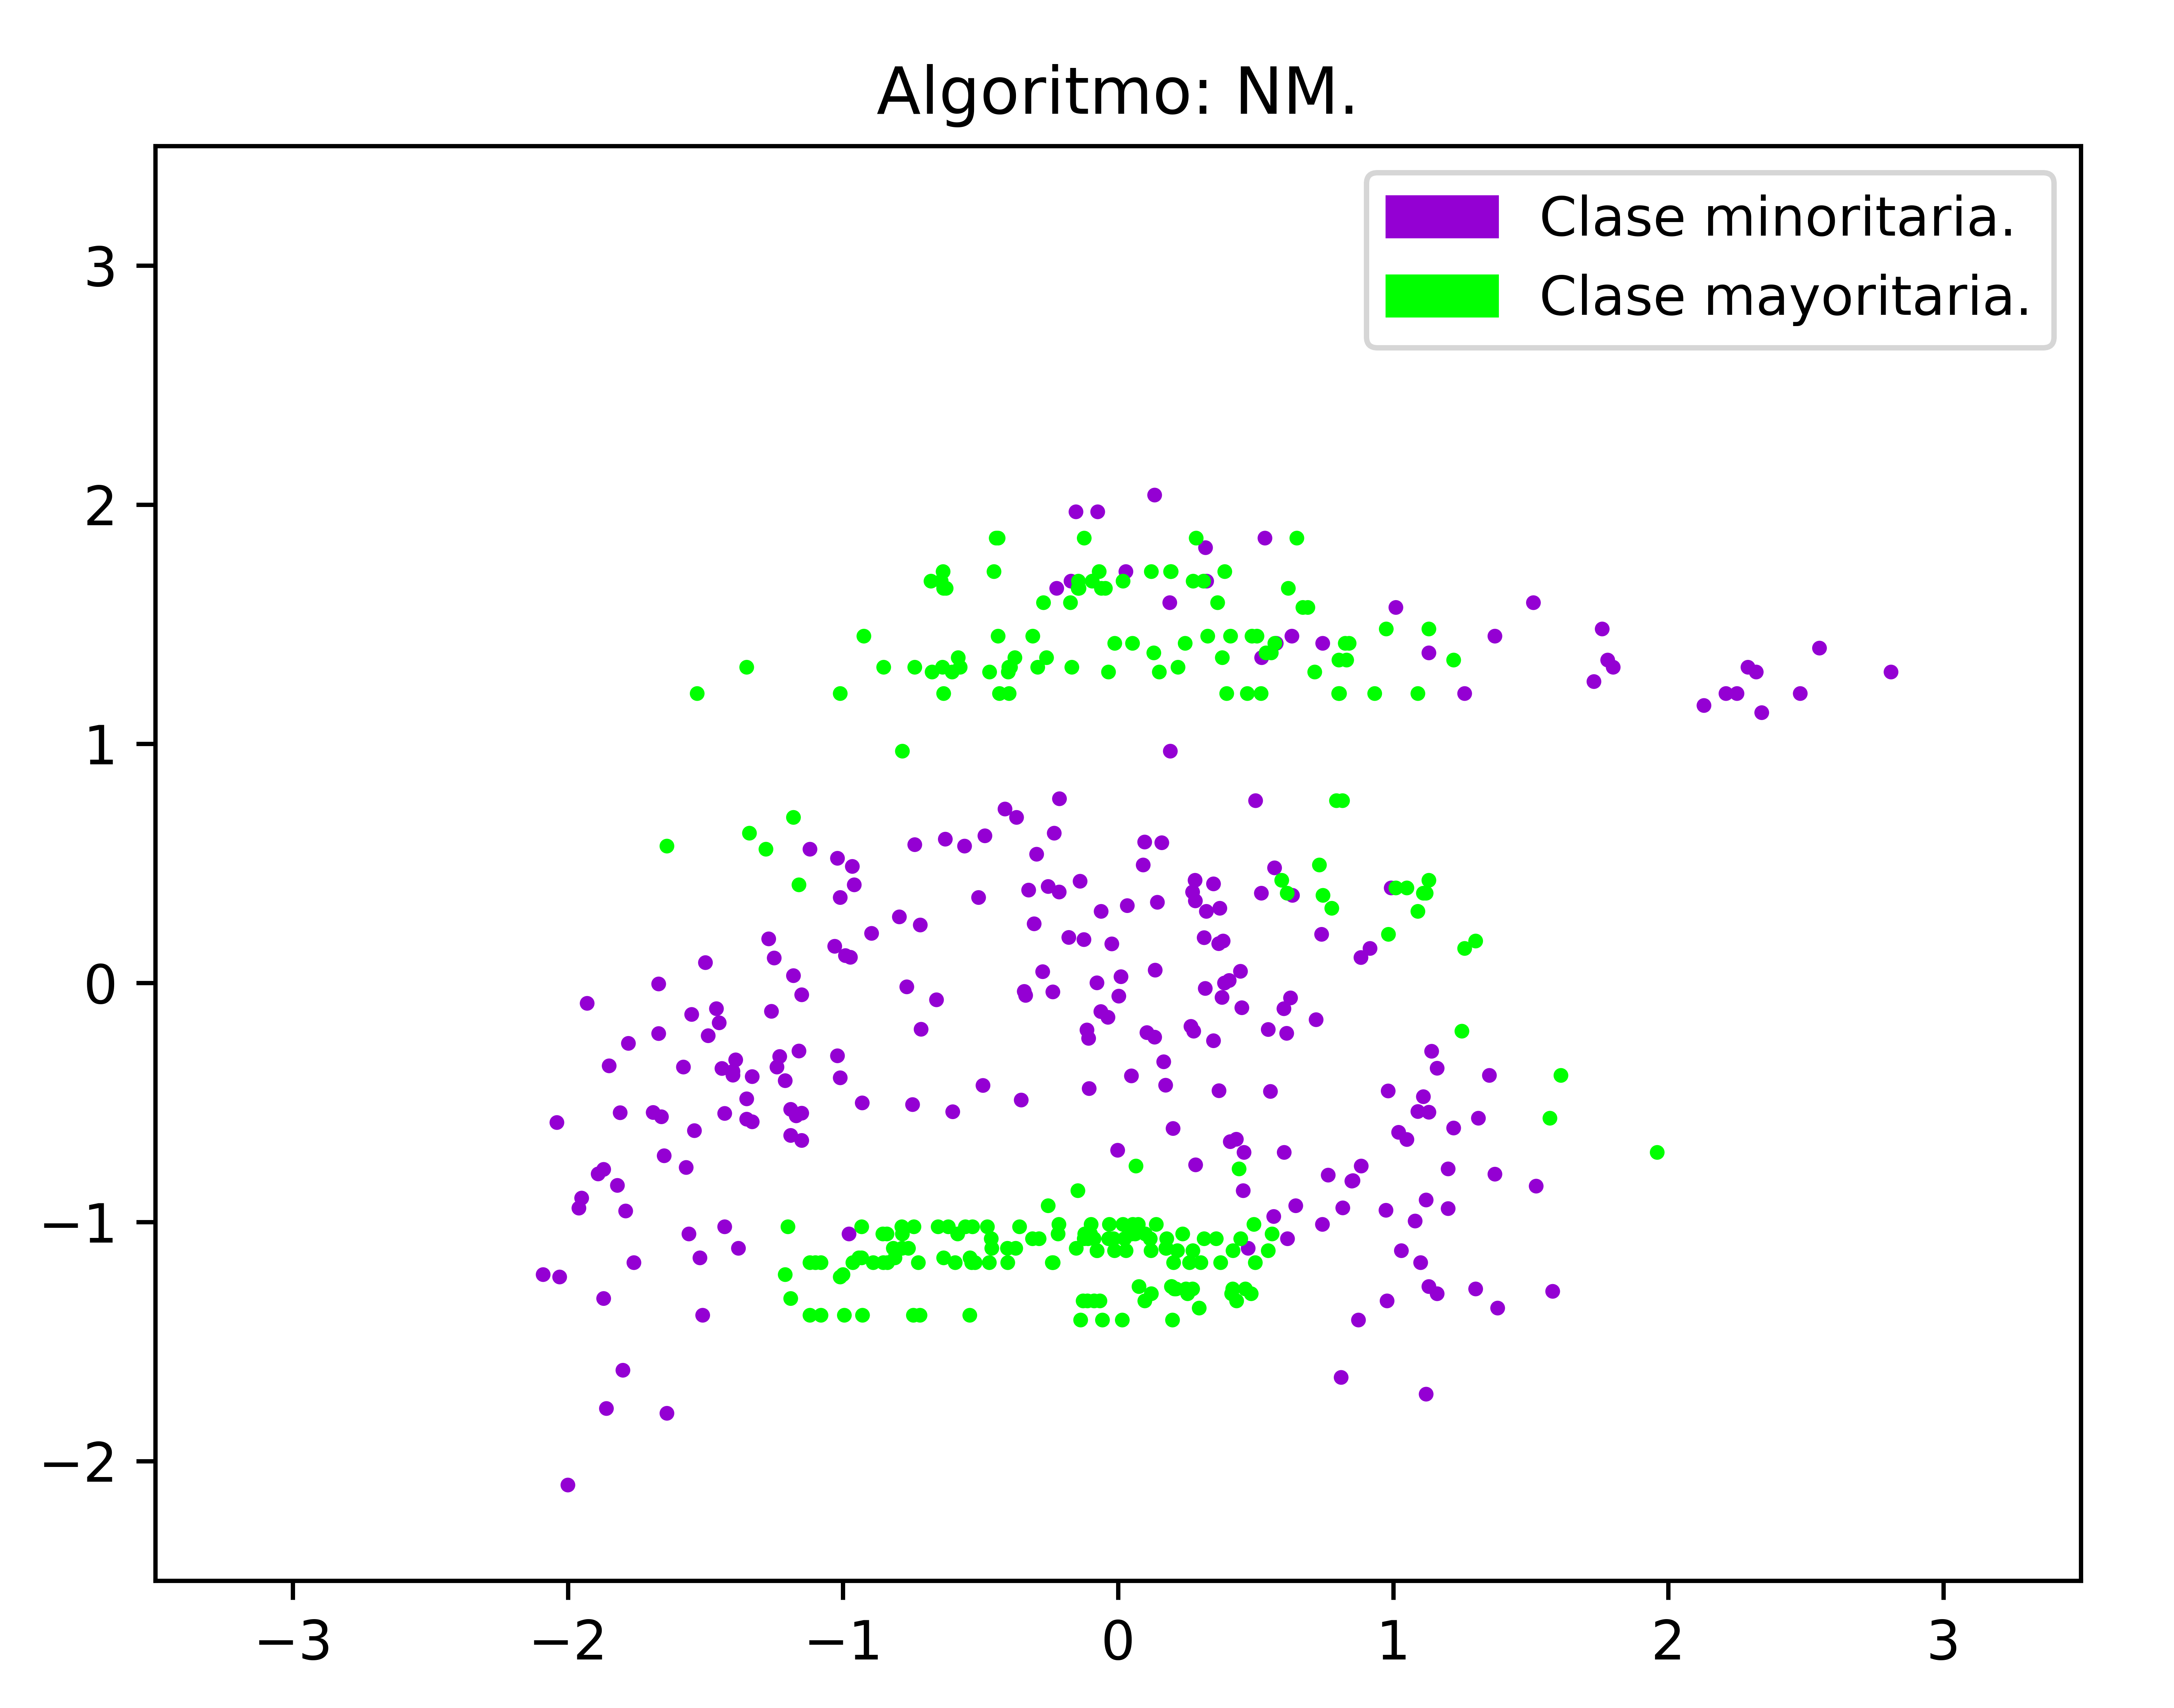 Algoritmo: NM.
Clase minoritaria.
Clase mayoritaria.
3
2
1
0
−1
−2
−3 −2 −1 0 1 2 3